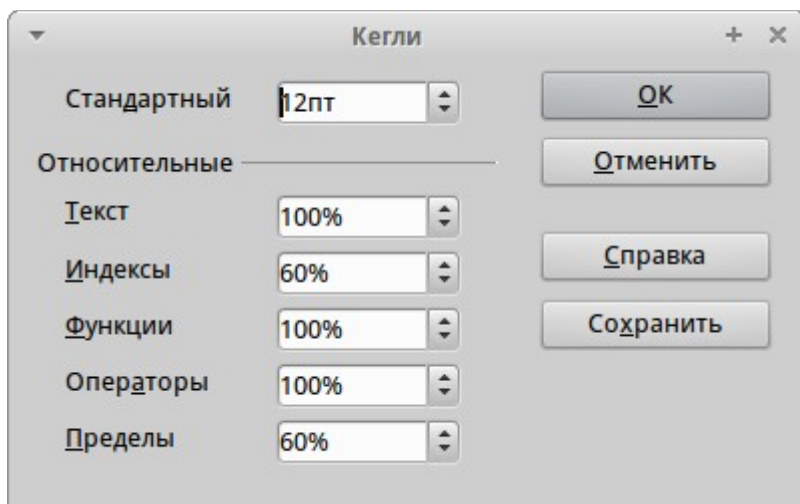 Кегли
Стандартный 12пт
Относительные
Текст 100%
Индексы 60%
Функции 100%
Операторы 100%
Пределы 60%
OK
Отменить
Справка
Сохранить